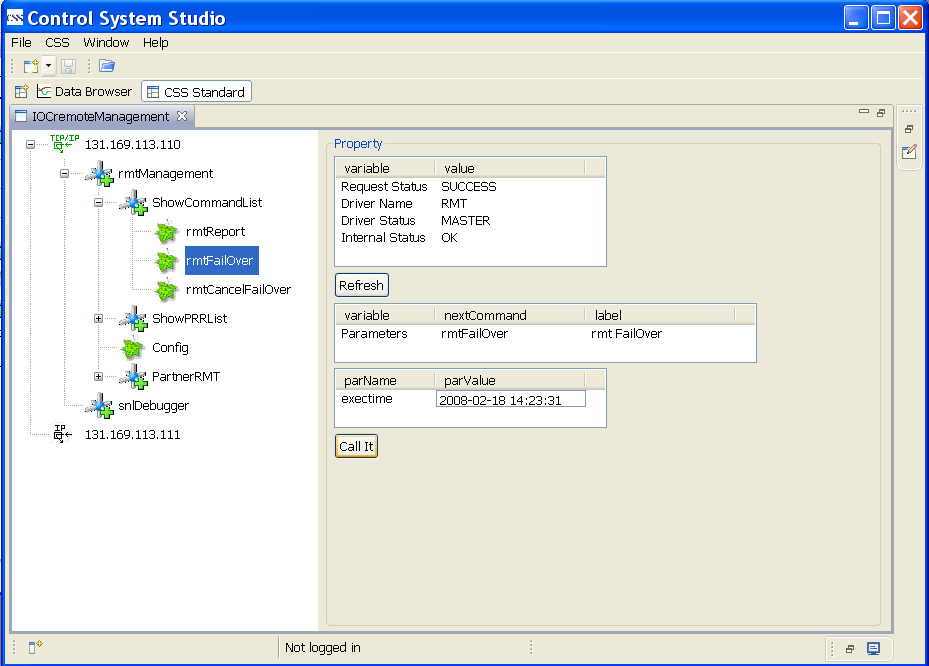 CSS Control System Studio
File CSS Window Help
Data Browser CSS Standard
IOCremoteManagement
TCP/IP 131.169.113.110
rmtManagement
ShowCommandList
rmtReport
rmtFailOver
rmtCancelFailOver
ShowPRRList
Config
PartnerRMT
snlDebugger
IP 131.169.113.111
Property
variable value
Request Status SUCCESS
Driver Name RMT
Driver Status MASTER
Internal Status OK
Refresh
variable nextCommand label
Parameters rmtFailOver rmt FailOver
parName parValue
exectime 2008-02-18 14:23:31
Call It
Not logged in